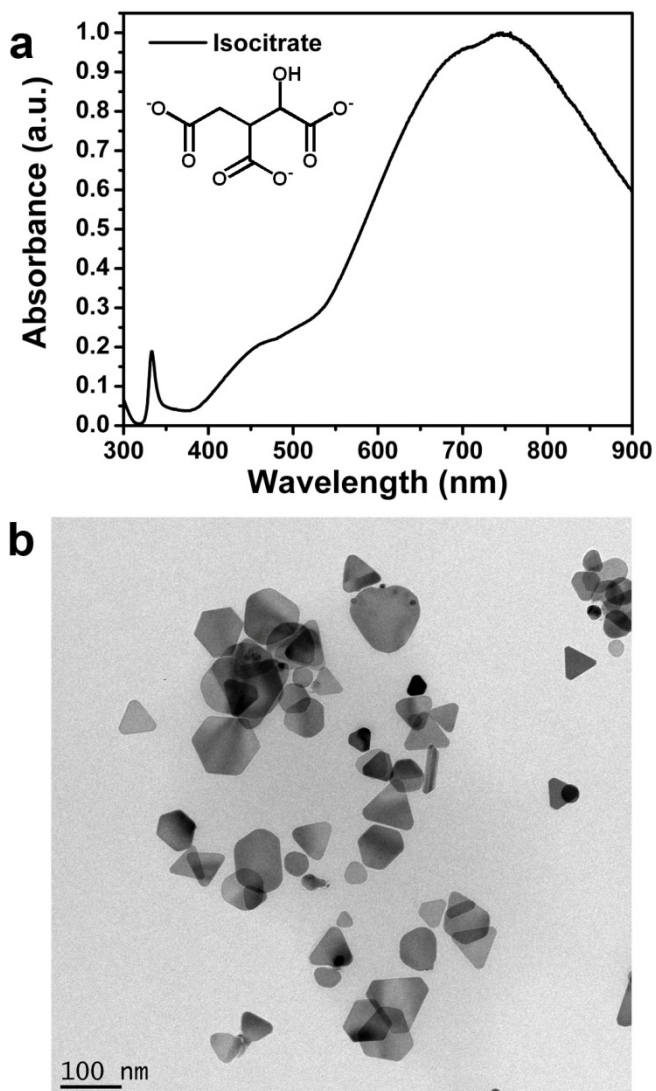 a
Isocitrate
OH
-O
O-
O
O
O
O-
Absorbance (a.u.)
1.0
0.9
0.8
0.7
0.6
0.5
0.4
0.3
0.2
0.1
0.0
300 400 500 600 700 800 900
Wavelength (nm)
b
100 nm